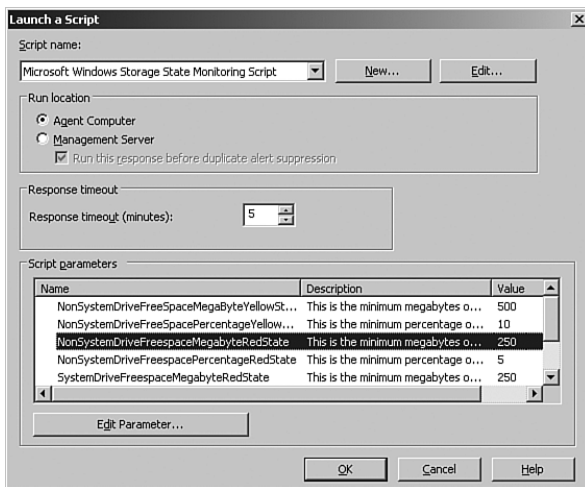 Launch a Script
Script name:
Microsoft Windows Storage State Monitoring Script
New...
Edit...
Run location
Agent Computer
Management Server
Run this response before duplicate alert suppression
Response timeout
Response timeout (minutes):
5
Script parameters
Name Description Value
NonSystemDriveFreeSpaceMegaByteYellowSt... This is the minimum megabytes o... 500
NonSystemDriveFreeSpacePercentageYellow... This is the minimum percentage o... 10
NonSystemDriveFreespaceMegabyteRedState This is the minimum megabytes o... 250
NonSystemDriveFreespacePercentageRedState This is the minimum percentage o... 5
SystemDriveFreespaceMegabyteRedState This is the minimum megabytes o... 250
Edit Parameter...
OK
Cancel
Help